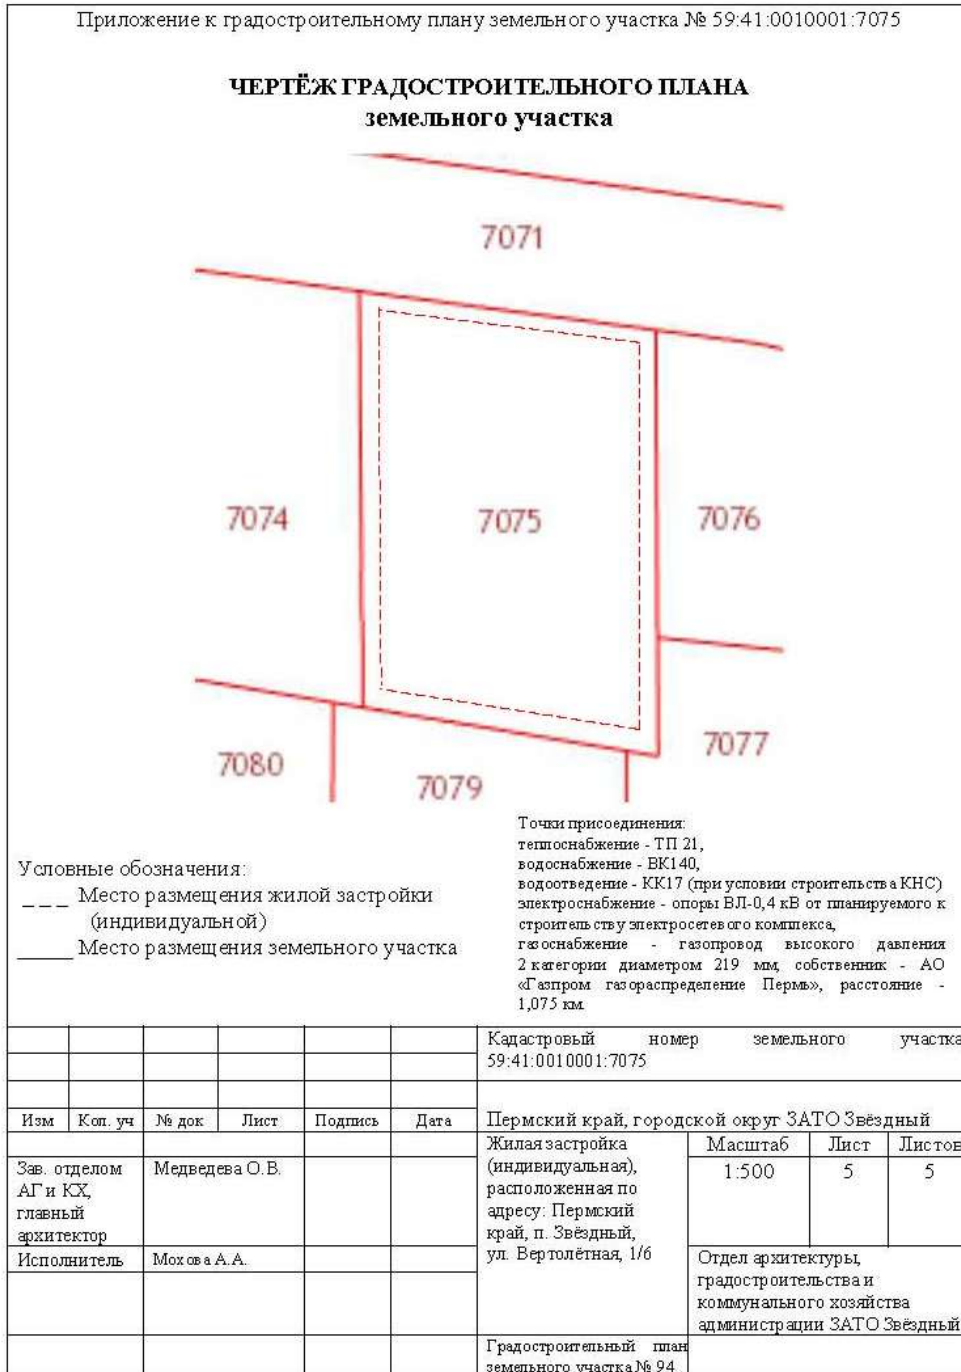 Приложение к градостроительному плану земельного участка № 59:41:0010001:7075
ЧЕРТЁЖ ГРАДОСТРОИТЕЛЬНОГО ПЛАНА
земельного участка
7071
7074
7075
7076
7077
7080
7079
Условные обозначения:
_ _ _ Место размещения жилой застройки
(индивидуальной)
_____ Место размещения земельного участка
Точки присоединения:
теплоснабжение - ТП 21,
водоснабжение - ВК140,
водоотведение - КК17 (при условии строительства КНС)
электроснабжение - опоры ВЛ-0,4 кВ от планируемого к
строительству электросетевого комплекса,
газоснабжение - газопровод высокого давления
2 категории диаметром 219 мм, собственник - АО
«Газпром газораспределение Пермь», расстояние -
1,075 км.
Кадастровый номер земельного участка
59:41:0010001:7075
Изм Кол. уч № док Лист Подпись Дата
Пермский край, городской округ ЗАТО Звёздный
Зав. отделом
АГ и КХ,
главный
архитектор
Медведева О.В.
Исполнитель Мохова А.А.
Жилая застройка
(индивидуальная),
расположенная по
адресу: Пермский
край, п. Звёздный,
ул. Вертолётная, 1/6
Масштаб Лист Листов
1:500 5 5
Отдел архитектуры,
градостроительства и
коммунального хозяйства
администрации ЗАТО Звёздный
Градостроительный план
земельного участка № 94